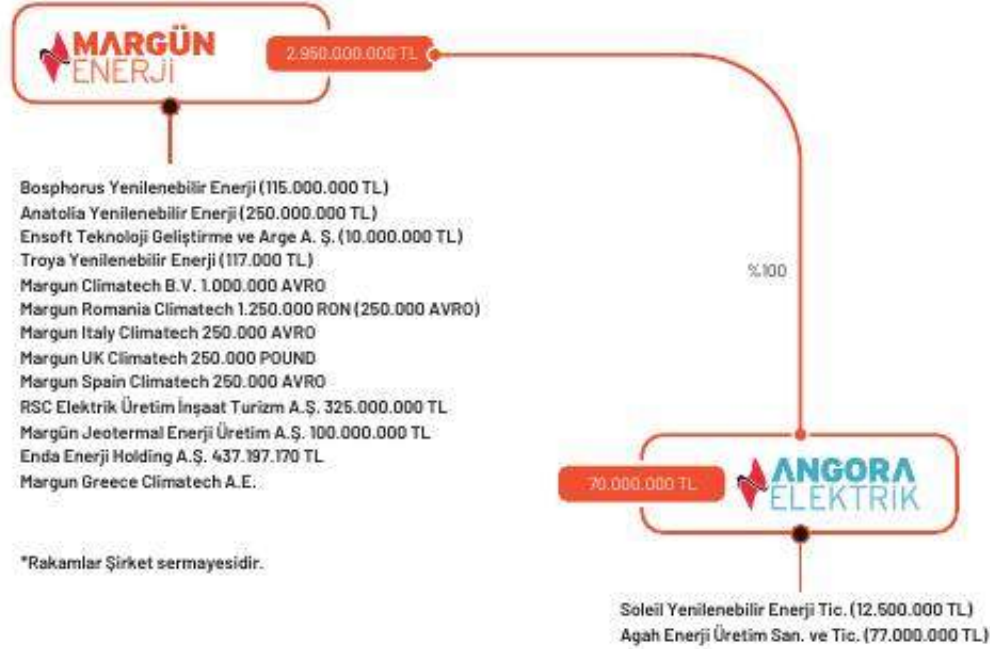 MARGÜN
ENERJİ
2.950.000.000 TL
Bosphorus Yenilenebilir Enerji (115.000.000 TL)
Anatolia Yenilenebilir Enerji (250.000.000 TL)
Ensoft Teknoloji Geliştirme ve Arge A. Ş. (10.000.000 TL)
Troya Yenilenebilir Enerji (117.000 TL)
Margun Climatech B.V. 1.000.000 AVRO
Margun Romania Climatech 1.250.000 RON (250.000 AVRO)
Margun Italy Climatech 250.000 AVRO
Margun UK Climatech 250.000 POUND
Margun Spain Climatech 250.000 AVRO
RSC Elektrik Üretim İnşaat Turizm A.Ş. 325.000.000 TL
Margün Jeotermal Enerji Üretim A.Ş. 100.000.000 TL
Enda Enerji Holding A.Ş. 437.197.170 TL
Margun Greece Climatech A.E.
*Rakamlar Şirket sermayesidir.
%100
70.000.000 TL
ANGORA
ELEKTRİK
Soleil Yenilenebilir Enerji Tic. (12.500.000 TL)
Agah Enerji Üretim San. ve Tic. (77.000.000 TL)